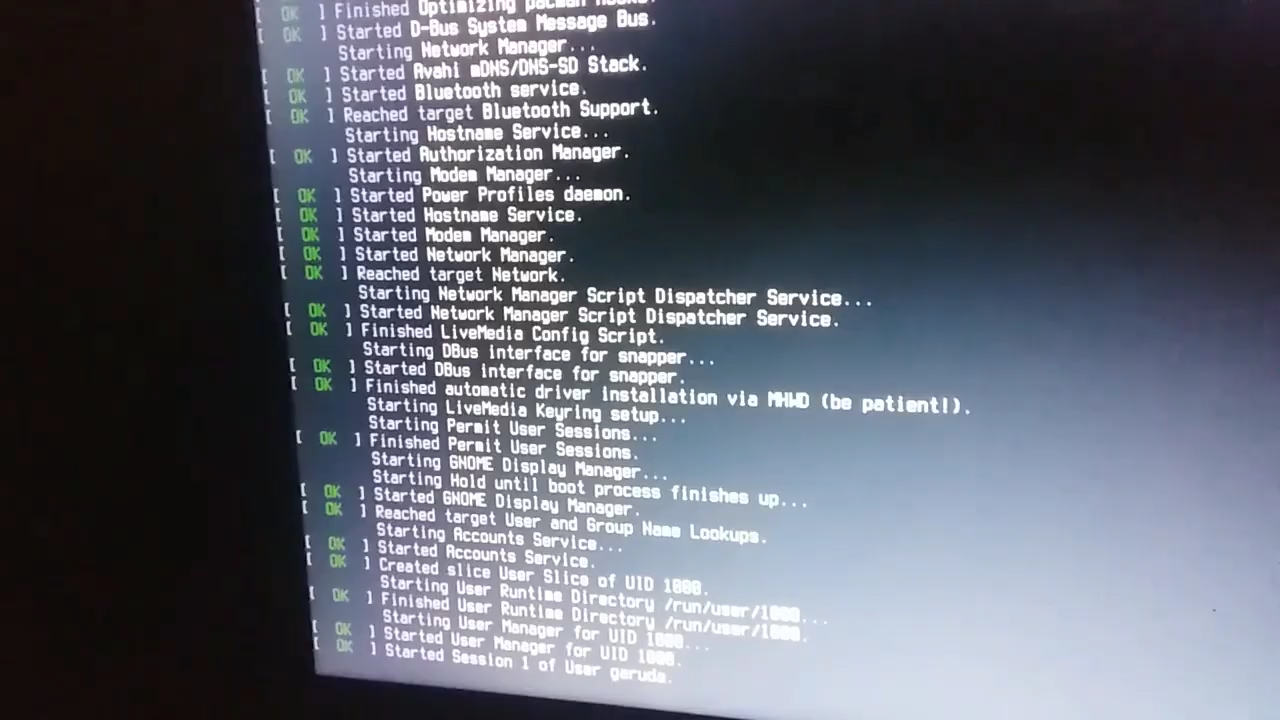 [ OK ] Finished Optimizing pacman hooks.
[ OK ] Started D-Bus System Message Bus.
Starting Network Manager...
[ OK ] Started Avahi mDNS/DNS-SD Stack.
[ OK ] Started Bluetooth service.
[ OK ] Reached target Bluetooth Support.
Starting Hostname Service...
[ OK ] Started Authorization Manager.
Starting Modem Manager...
[ OK ] Started Power Profiles daemon.
[ OK ] Started Hostname Service.
[ OK ] Started Modem Manager.
[ OK ] Started Network Manager.
[ OK ] Reached target Network.
Starting Network Manager Script Dispatcher Service...
[ OK ] Started Network Manager Script Dispatcher Service.
[ OK ] Finished LiveMedia Config Script.
Starting DBus interface for snapper...
[ OK ] Started DBus interface for snapper.
[ OK ] Finished automatic driver installation via MHWD (be patient!).
Starting LiveMedia Keyring setup...
Starting Permit User Sessions...
[ OK ] Finished Permit User Sessions.
Starting GNOME Display Manager...
Starting Hold until boot process finishes up...
[ OK ] Started GNOME Display Manager.
[ OK ] Reached target User and Group Name Lookups.
Starting Accounts Service...
[ OK ] Started Accounts Service.
[ OK ] Created slice User Slice of UID 1000.
Starting User Runtime Directory /run/user/1000...
[ OK ] Finished User Runtime Directory /run/user/1000.
Starting User Manager for UID 1000...
[ OK ] Started User Manager for UID 1000.
[ OK ] Started Session 1 of User garuda.